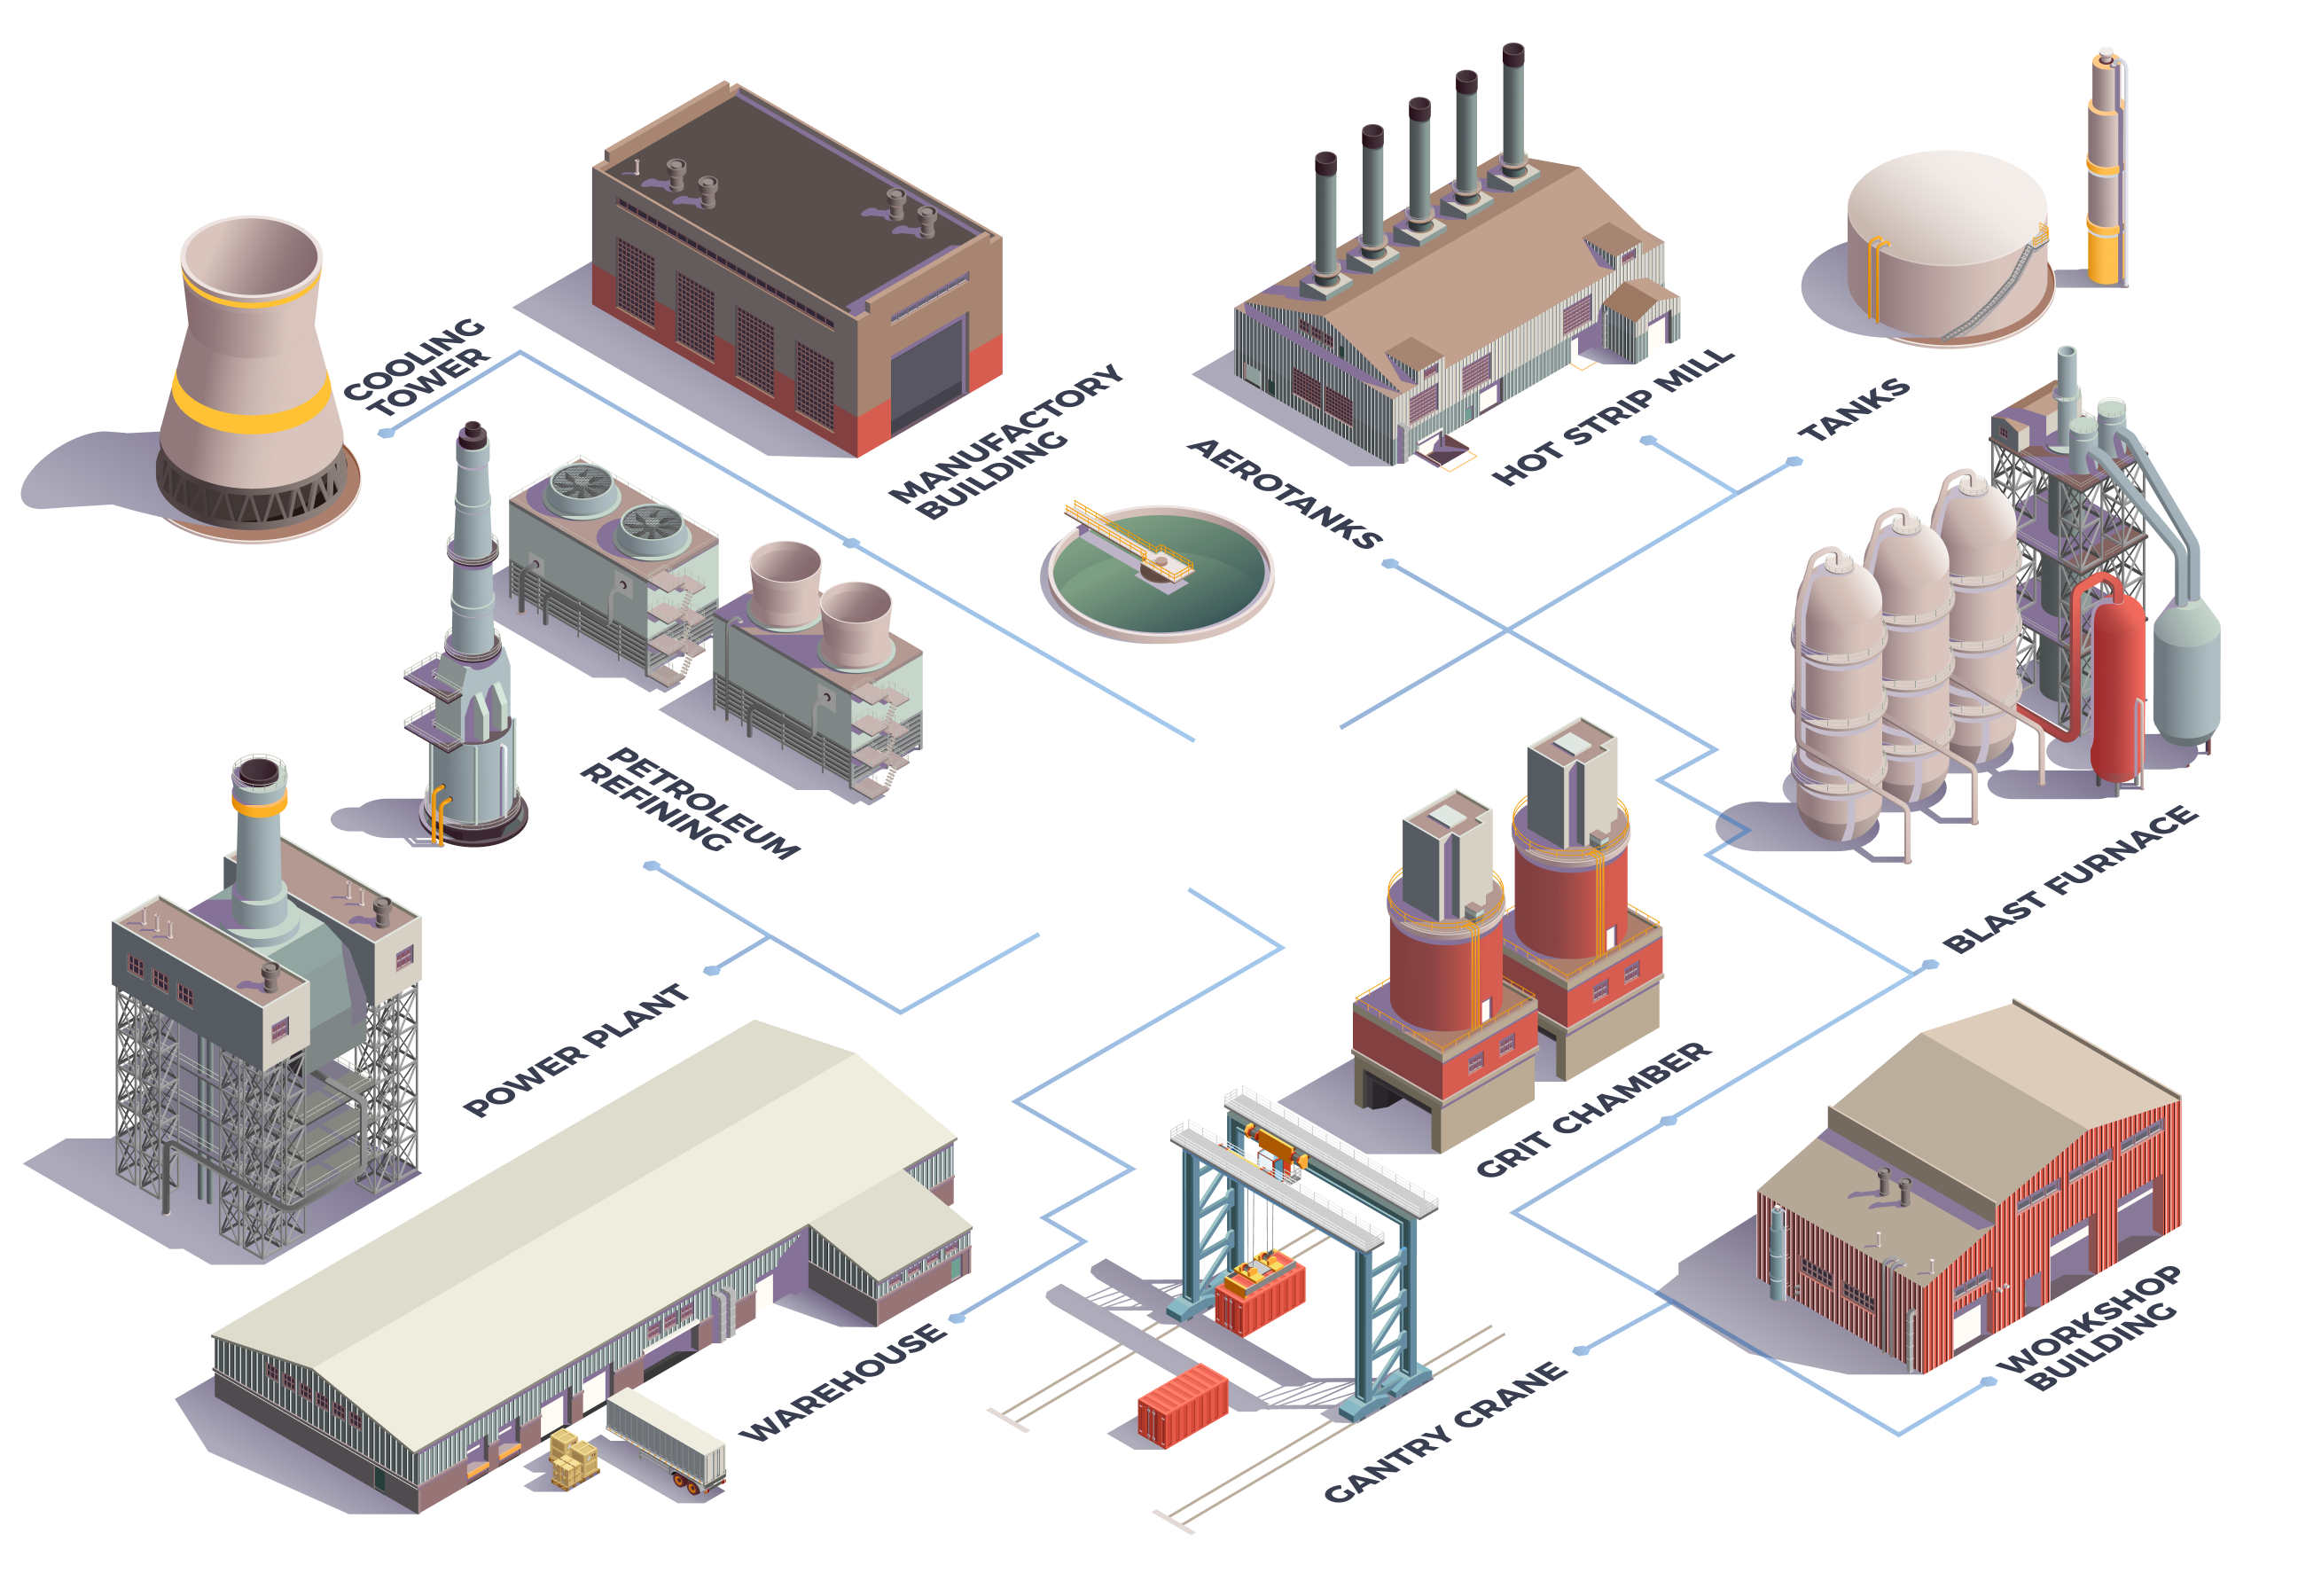 COOLING
TOWER
MANUFACTORY
BUILDING
AEROTANKS
HOT STRIP MILL
TANKS
PETROLEUM
REFINING
BLAST FURNACE
POWER PLANT
GRIT CHAMBER
WAREHOUSE
GANTRY CRANE
WORKSHOP
BUILDING